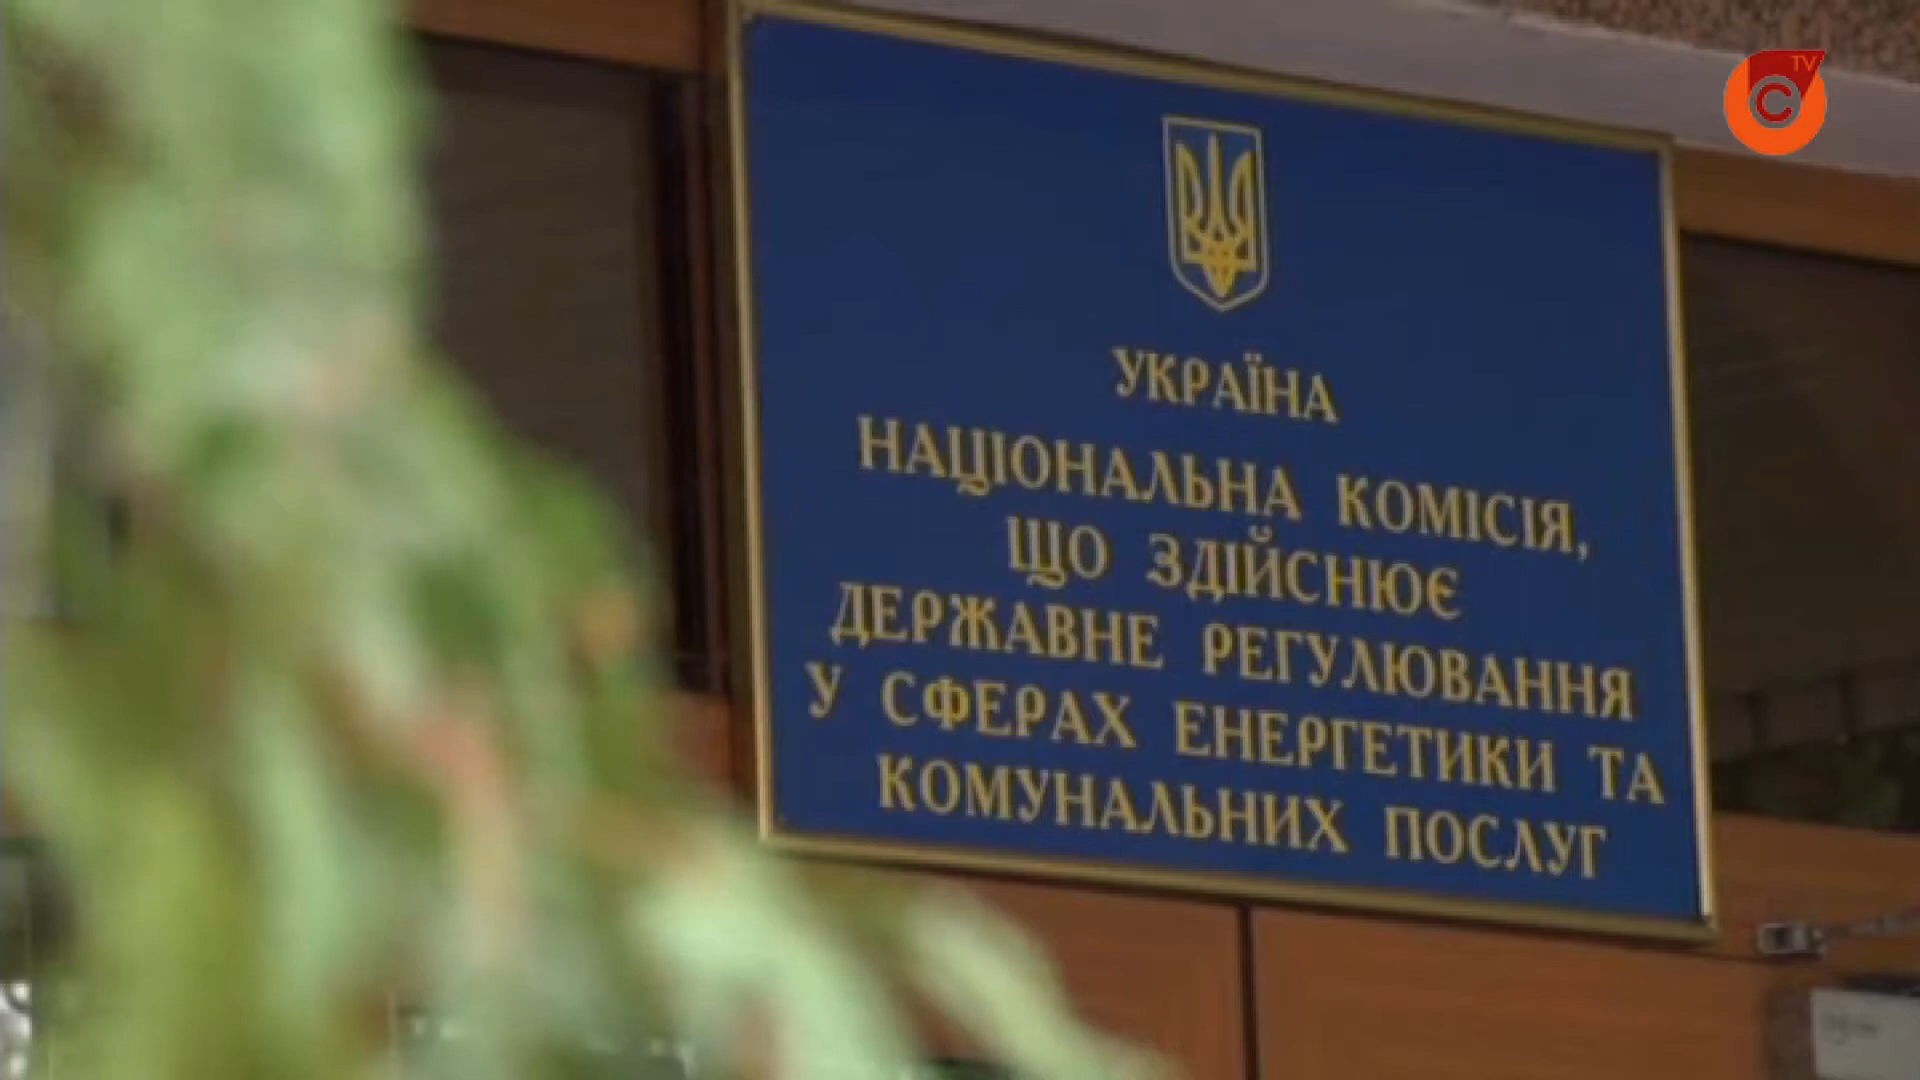 TV
C
УКРАЇНА
НАЦІОНАЛЬНА КОМІСІЯ,
ЩО ЗДІЙСНЮЄ
ДЕРЖАВНЕ РЕГУЛЮВАННЯ
У СФЕРАХ ЕНЕРГЕТИКИ ТА
КОМУНАЛЬНИХ ПОСЛУГ